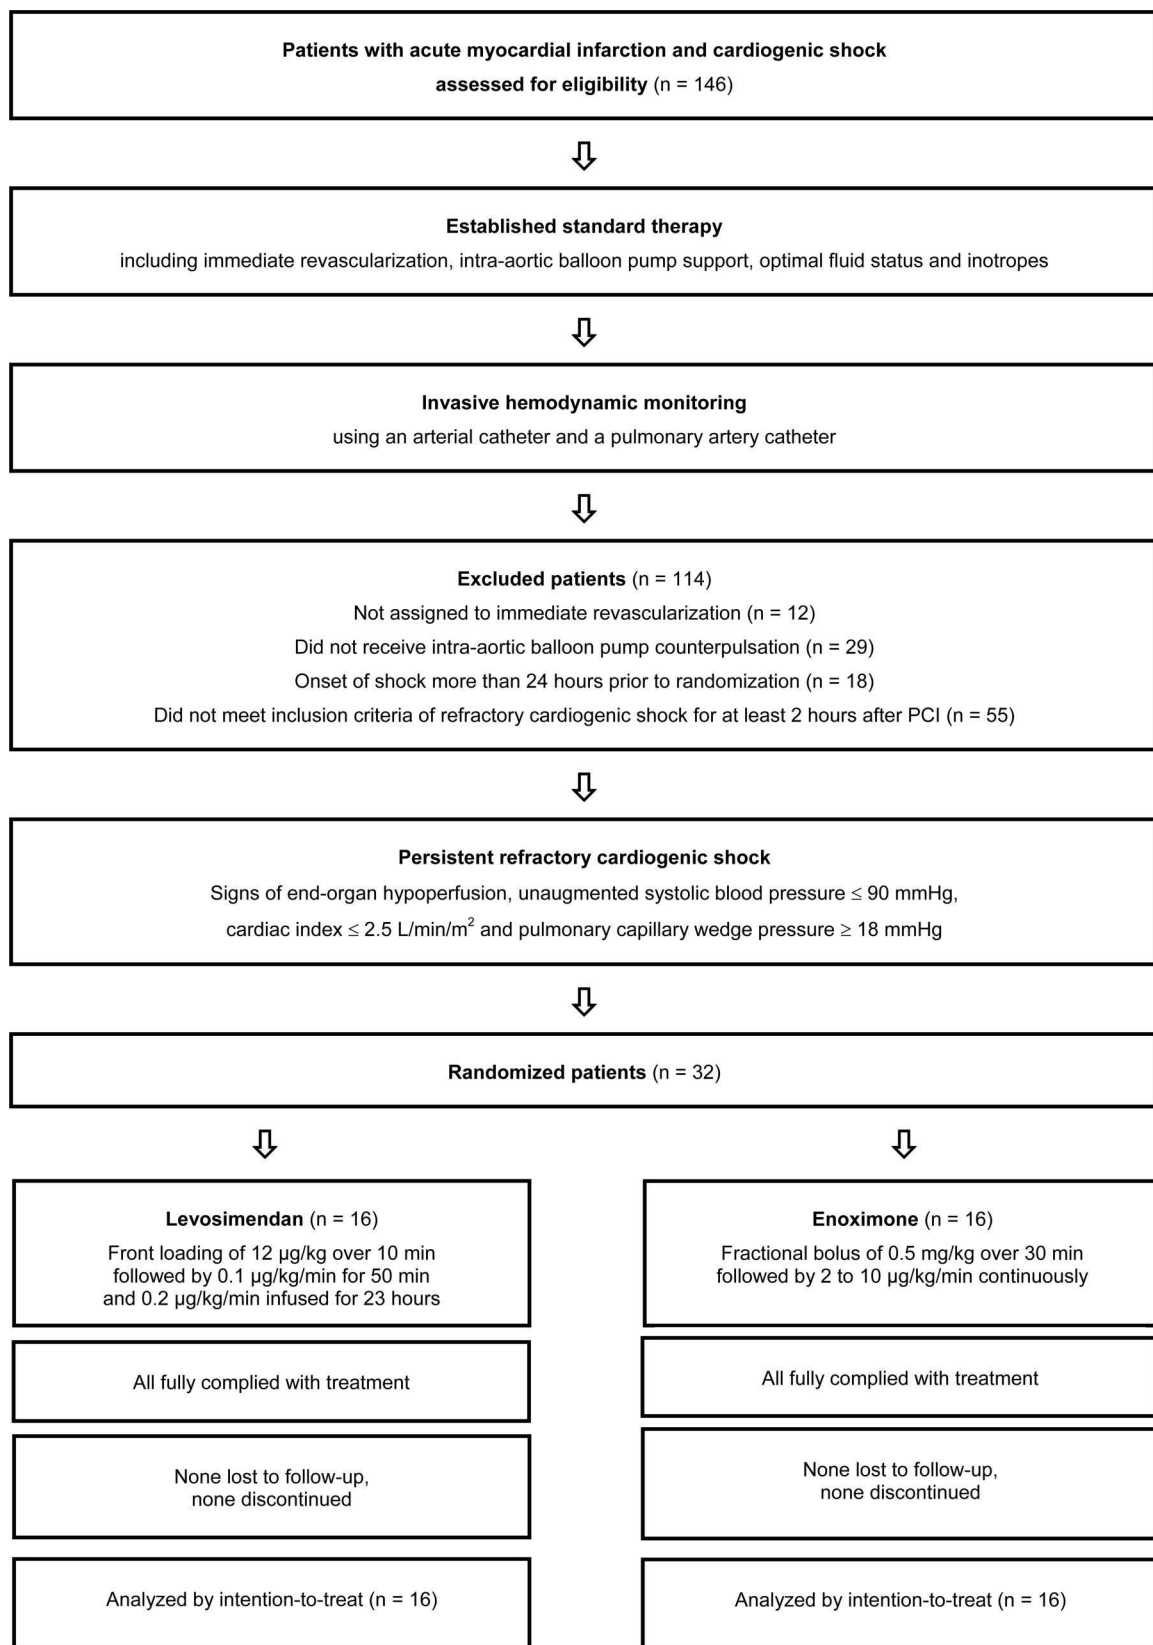 Patients with acute myocardial infarction and cardiogenic shock
assessed for eligibility (n = 146)
Established standard therapy
including immediate revascularization, intra-aortic balloon pump support, optimal fluid status and inotropes
Invasive hemodynamic monitoring
using an arterial catheter and a pulmonary artery catheter
Excluded patients (n = 114)
Not assigned to immediate revascularization (n = 12)
Did not receive intra-aortic balloon pump counterpulsation (n = 29)
Onset of shock more than 24 hours prior to randomization (n = 18)
Did not meet inclusion criteria of refractory cardiogenic shock for at least 2 hours after PCI (n = 55)
Persistent refractory cardiogenic shock
Signs of end-organ hypoperfusion, unaugmented systolic blood pressure ≤ 90 mmHg,
cardiac index ≤ 2.5 L/min/m² and pulmonary capillary wedge pressure ≥ 18 mmHg
Randomized patients (n = 32)
Levosimendan (n = 16)
Front loading of 12 µg/kg over 10 min
followed by 0.1 µg/kg/min for 50 min
and 0.2 µg/kg/min infused for 23 hours
All fully complied with treatment
None lost to follow-up,
none discontinued
Analyzed by intention-to-treat (n = 16)
Enoximone (n = 16)
Fractional bolus of 0.5 mg/kg over 30 min
followed by 2 to 10 µg/kg/min continuously
All fully complied with treatment
None lost to follow-up,
none discontinued
Analyzed by intention-to-treat (n = 16)